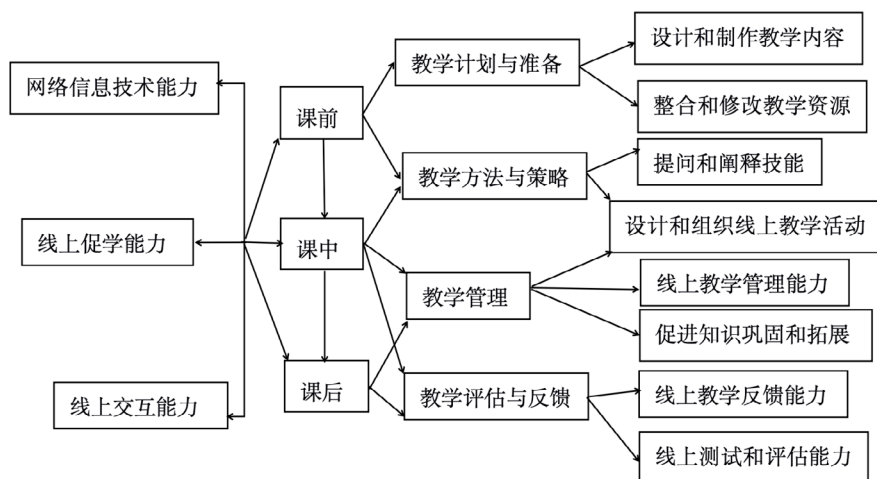 网络信息技术能力
线上促学能力
线上交互能力
课前
课中
课后
教学计划与准备
教学方法与策略
教学管理
教学评估与反馈
设计和制作教学内容
整合和修改教学资源
提问和阐释技能
设计和组织线上教学活动
线上教学管理能力
促进知识巩固和拓展
线上教学反馈能力
线上测试和评估能力